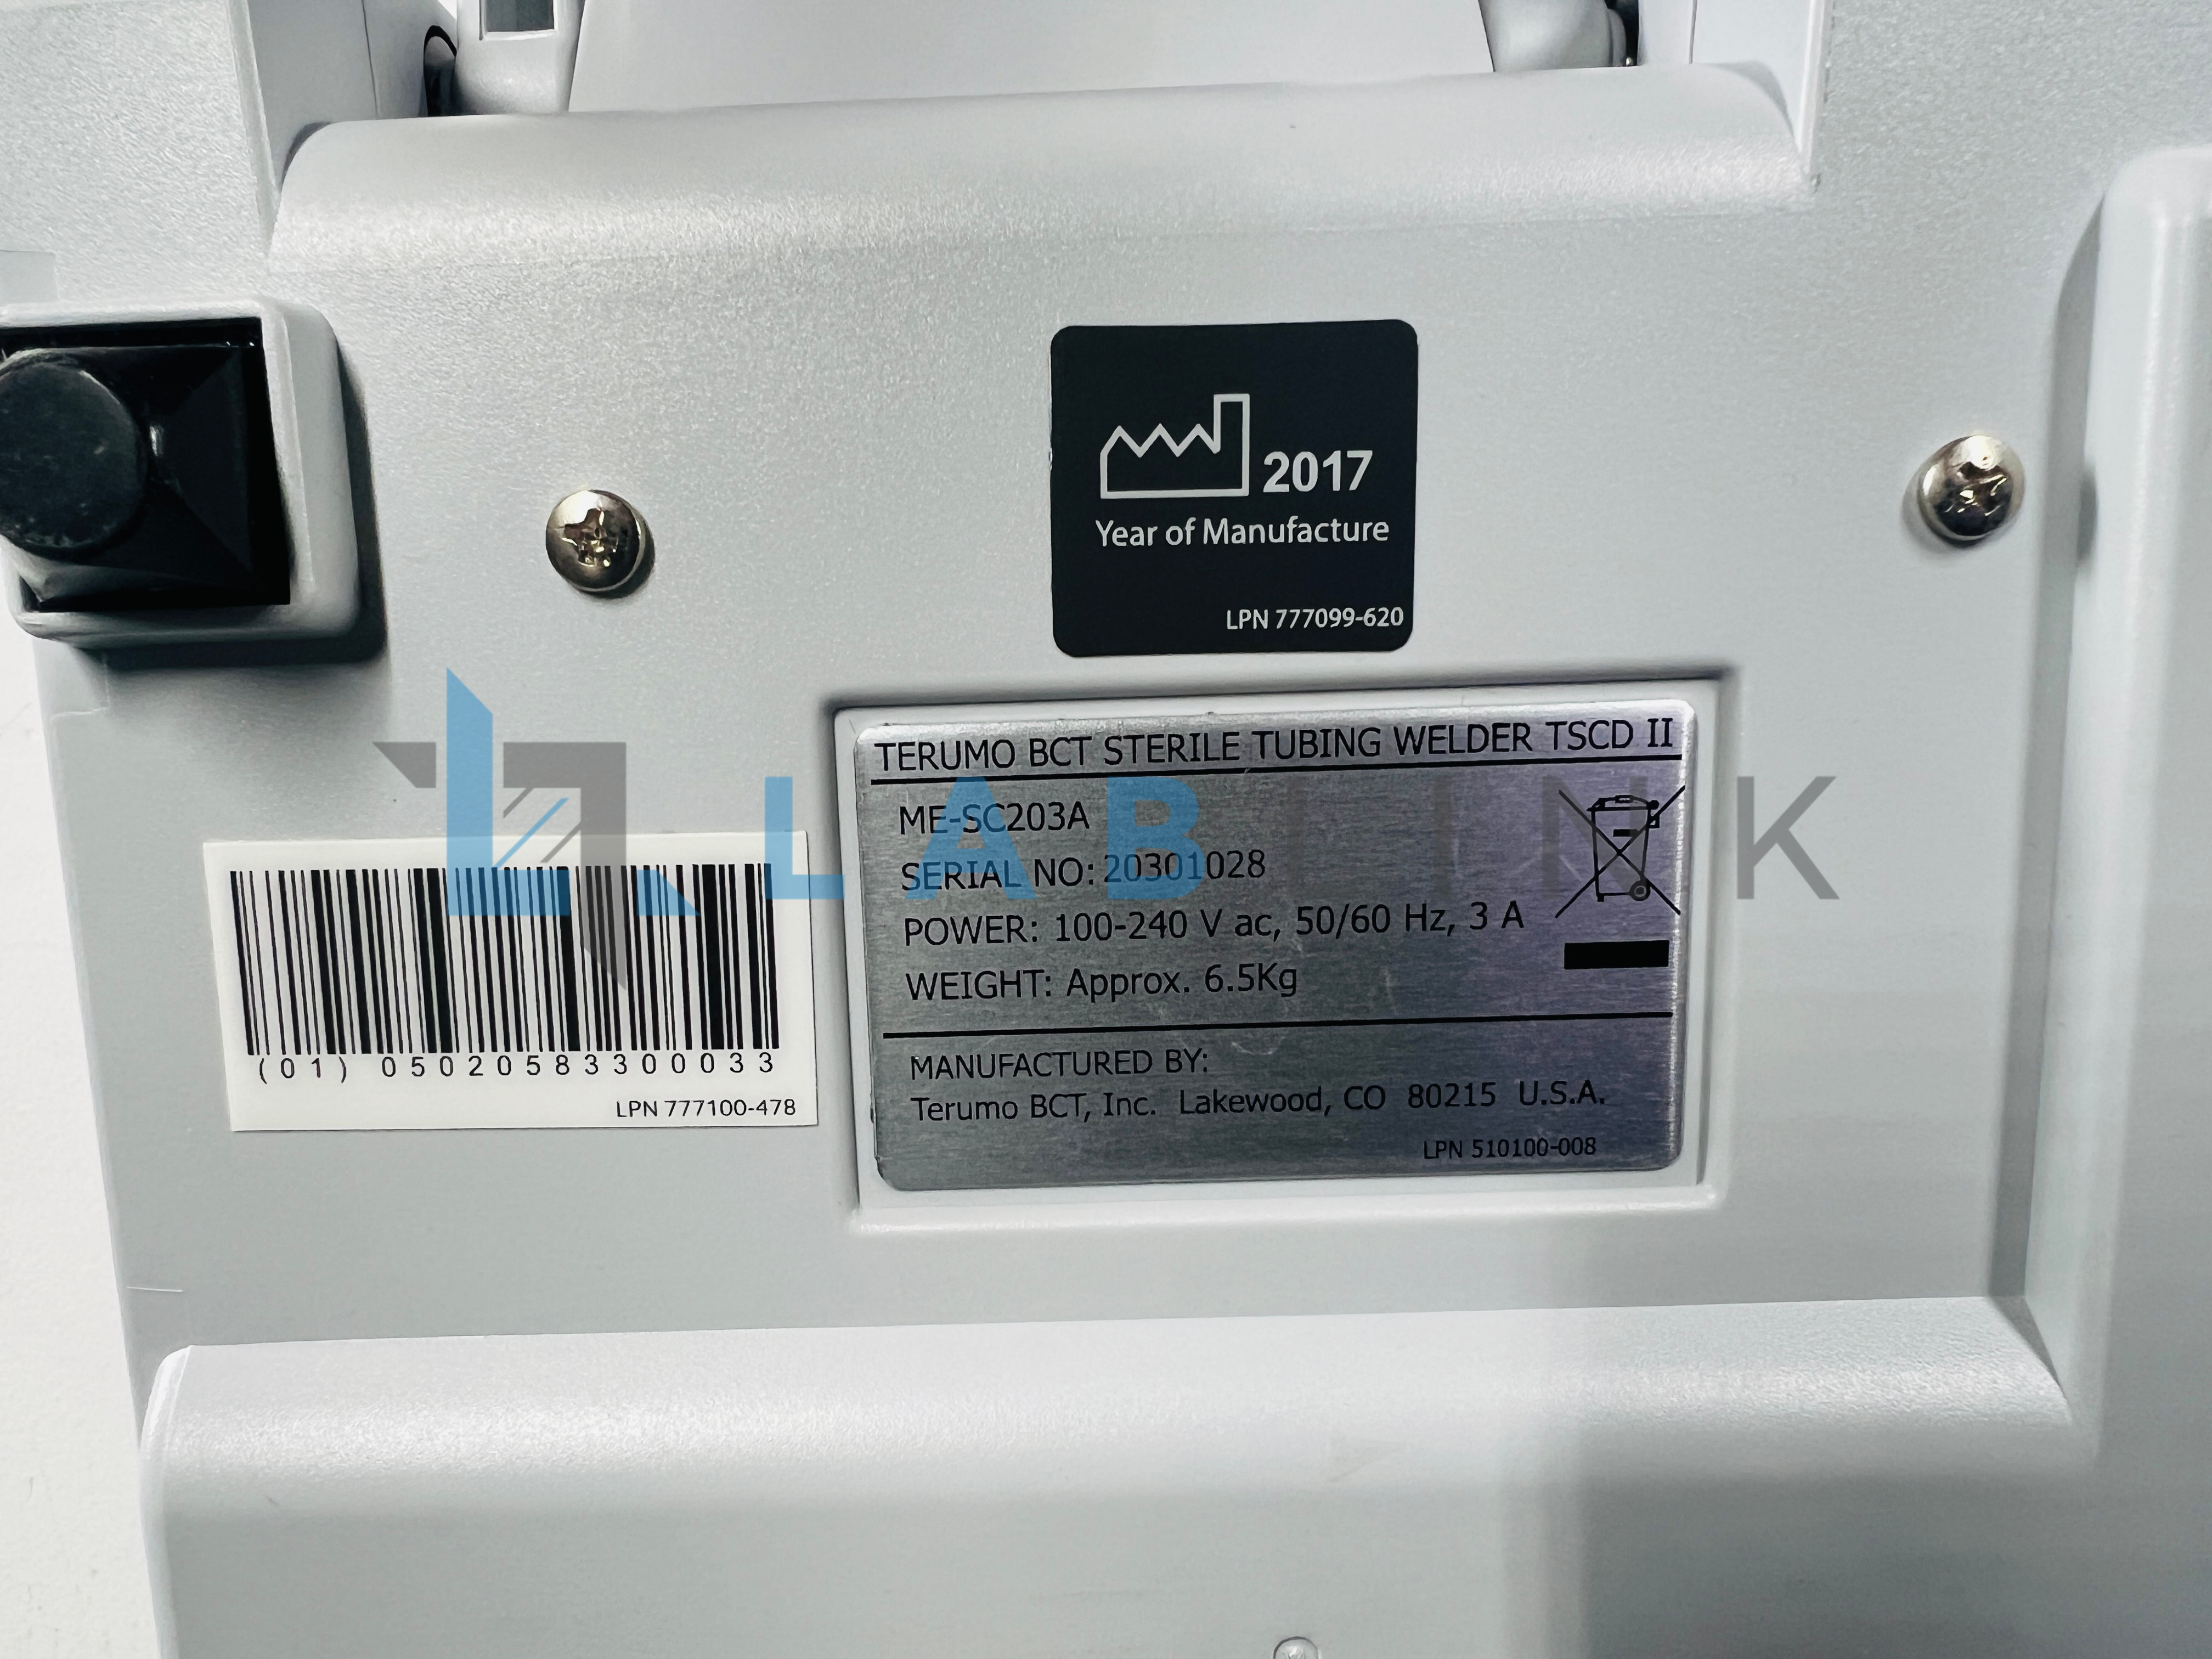 2017
Year of Manufacture
LPN 777099-620
TERUMO BCT STERILE TUBING WELDER TSCD II
ME-SC203A
SERIAL NO: 20301028
POWER: 100-240 V ac, 50/60 Hz, 3 A
WEIGHT: Approx. 6.5Kg
MANUFACTURED BY:
Terumo BCT, Inc. Lakewood, CO 80215 U.S.A.
LPN 510100-008
(01) 05020583300033
LPN 777100-478
LABLINK